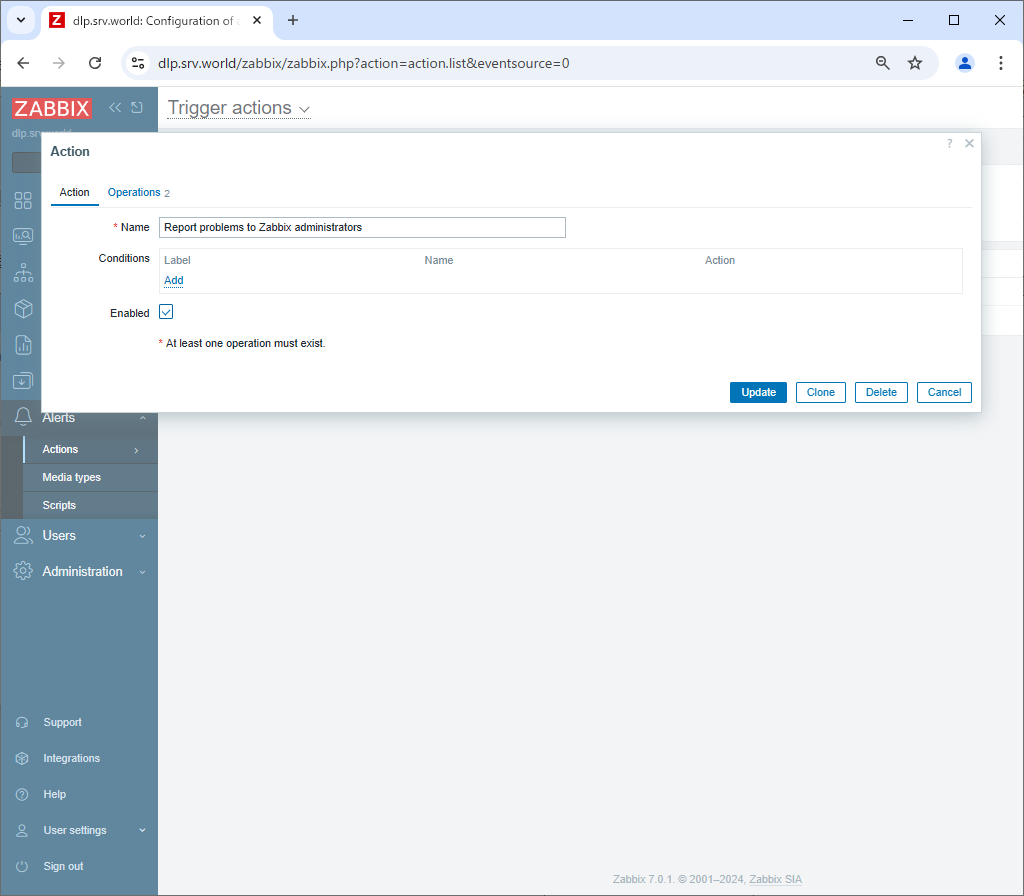 dlp.srv.world: Configuration of
dlp.srv.world/zabbix/zabbix.php?action=action.list&eventsource=0
ZABBIX
Trigger actions
dlp.srv.world
Action
?
Action
Operations 2
* Name
Report problems to Zabbix administrators
Conditions
Label
Name
Action
Add
Enabled
* At least one operation must exist.
Update
Clone
Delete
Cancel
Alerts
Actions
Media types
Scripts
Users
Administration
Support
Integrations
Help
User settings
Sign out
Zabbix 7.0.1. © 2001–2024, Zabbix SIA